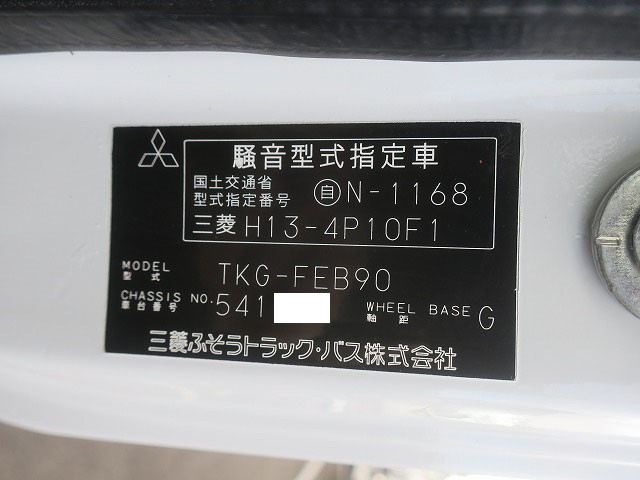 騒音型式指定車
国土交通省
型式指定番号 自 N-1168
三菱 H13-4P10F1
MODEL
型式 TKG-FEB90
CHASSIS NO. 541 WHEEL BASE G
車台番号 軸距
三菱ふそうトラック・バス株式会社